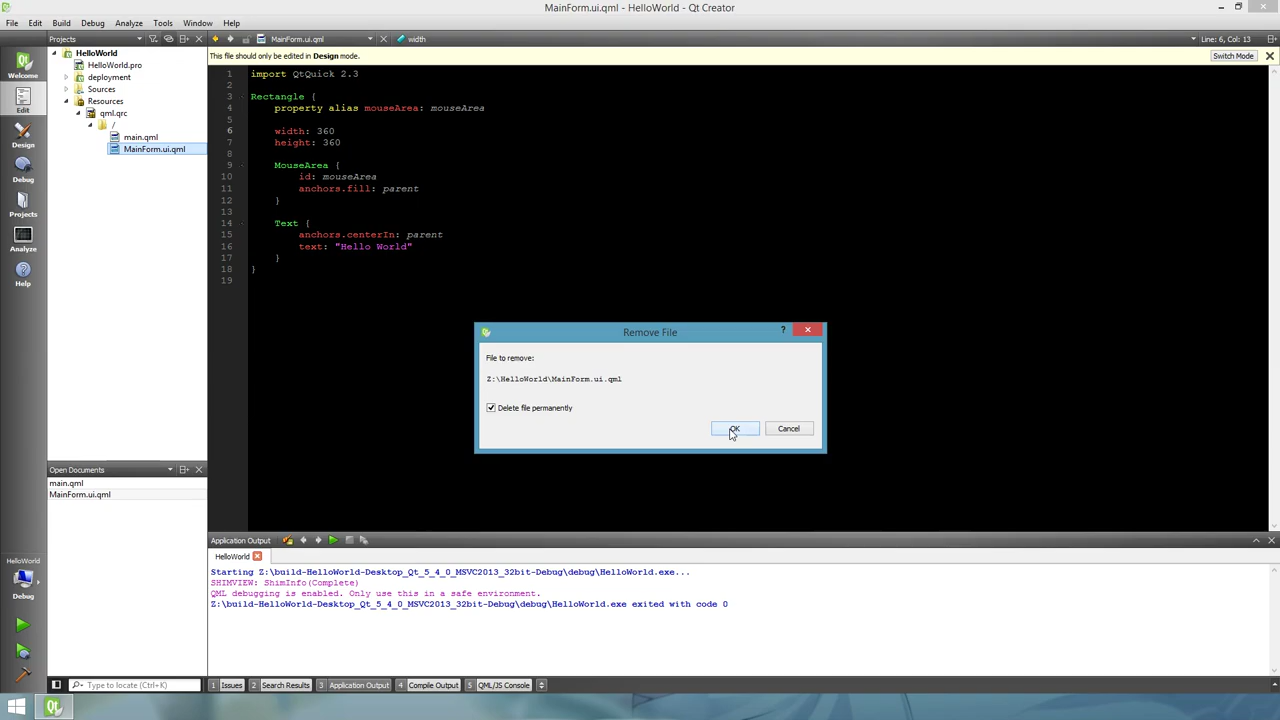 MainForm.ui.qml - HelloWorld - Qt Creator
File Edit Build Debug Analyze Tools Window Help
Projects MainForm.ui.qml width Line: 6, Col: 13
This file should only be edited in Design mode. Switch Mode
Welcome
Edit
Design
Debug
Projects
Analyze
Help
HelloWorld
HelloWorld.pro
deployment
Sources
Resources
qml.qrc
/
main.qml
MainForm.ui.qml
1 import QtQuick 2.3
2
3 Rectangle {
4 property alias mouseArea: mouseArea
5
6 width: 360
7 height: 360
8
9 MouseArea {
10 id: mouseArea
11 anchors.fill: parent
12 }
13
14 Text {
15 anchors.centerIn: parent
16 text: "Hello World"
17 }
18 }
19
Remove File ?
File to remove:
Z:\HelloWorld\MainForm.ui.qml
Delete file permanently
OK Cancel
Open Documents
main.qml
MainForm.ui.qml
Application Output
HelloWorld
Starting Z:\build-HelloWorld-Desktop_Qt_5_4_0_MSVC2013_32bit-Debug\debug\HelloWorld.exe...
SHIMVIEW: ShimInfo(Complete)
QML debugging is enabled. Only use this in a safe environment.
Z:\build-HelloWorld-Desktop_Qt_5_4_0_MSVC2013_32bit-Debug\debug\HelloWorld.exe exited with code 0
HelloWorld
Debug
Type to locate (Ctrl+K) 1 Issues 2 Search Results 3 Application Output 4 Compile Output 5 QML/JS Console